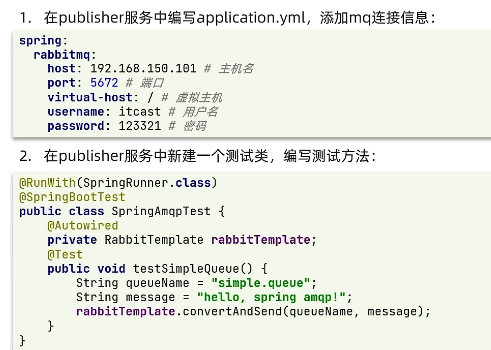 1. 在publisher服务中编写application.yml，添加mq连接信息：
spring:
  rabbitmq:
    host: 192.168.150.101 # 主机名
    port: 5672 # 端口
    virtual-host: / # 虚拟主机
    username: itcast # 用户名
    password: 123321 # 密码
2. 在publisher服务中新建一个测试类，编写测试方法：
@RunWith(SpringRunner.class)
@SpringBootTest
public class SpringAmqpTest {
    @Autowired
    private RabbitTemplate rabbitTemplate;
    @Test
    public void testSimpleQueue() {
        String queueName = "simple.queue";
        String message = "hello, spring amqp!";
        rabbitTemplate.convertAndSend(queueName, message);
    }
}